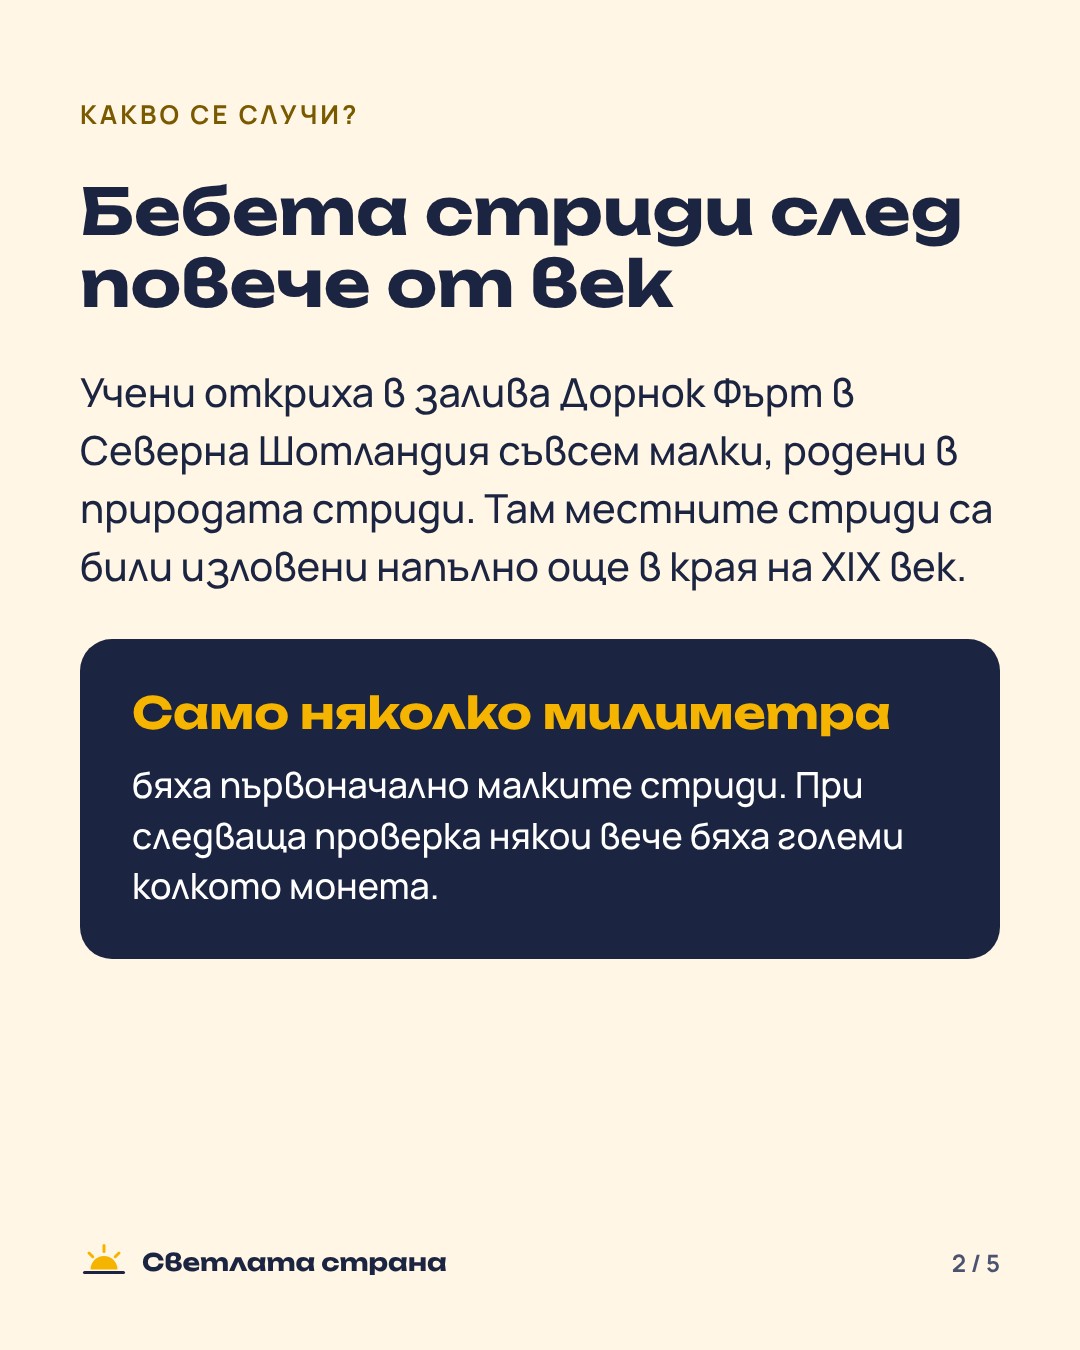 КАКВО СЕ СЛУЧИ?
Бебета стриди след
повече от век
Учени откриха в залива Дорнок Фърт в
Северна Шотландия съвсем малки, родени в
природата стриди. Там местните стриди са
били изловени напълно още в края на XIX век.
Само няколко милиметра
бяха първоначално малките стриди. При
следваща проверка някои вече бяха големи
колкото монета.
Светлата страна
2 / 5